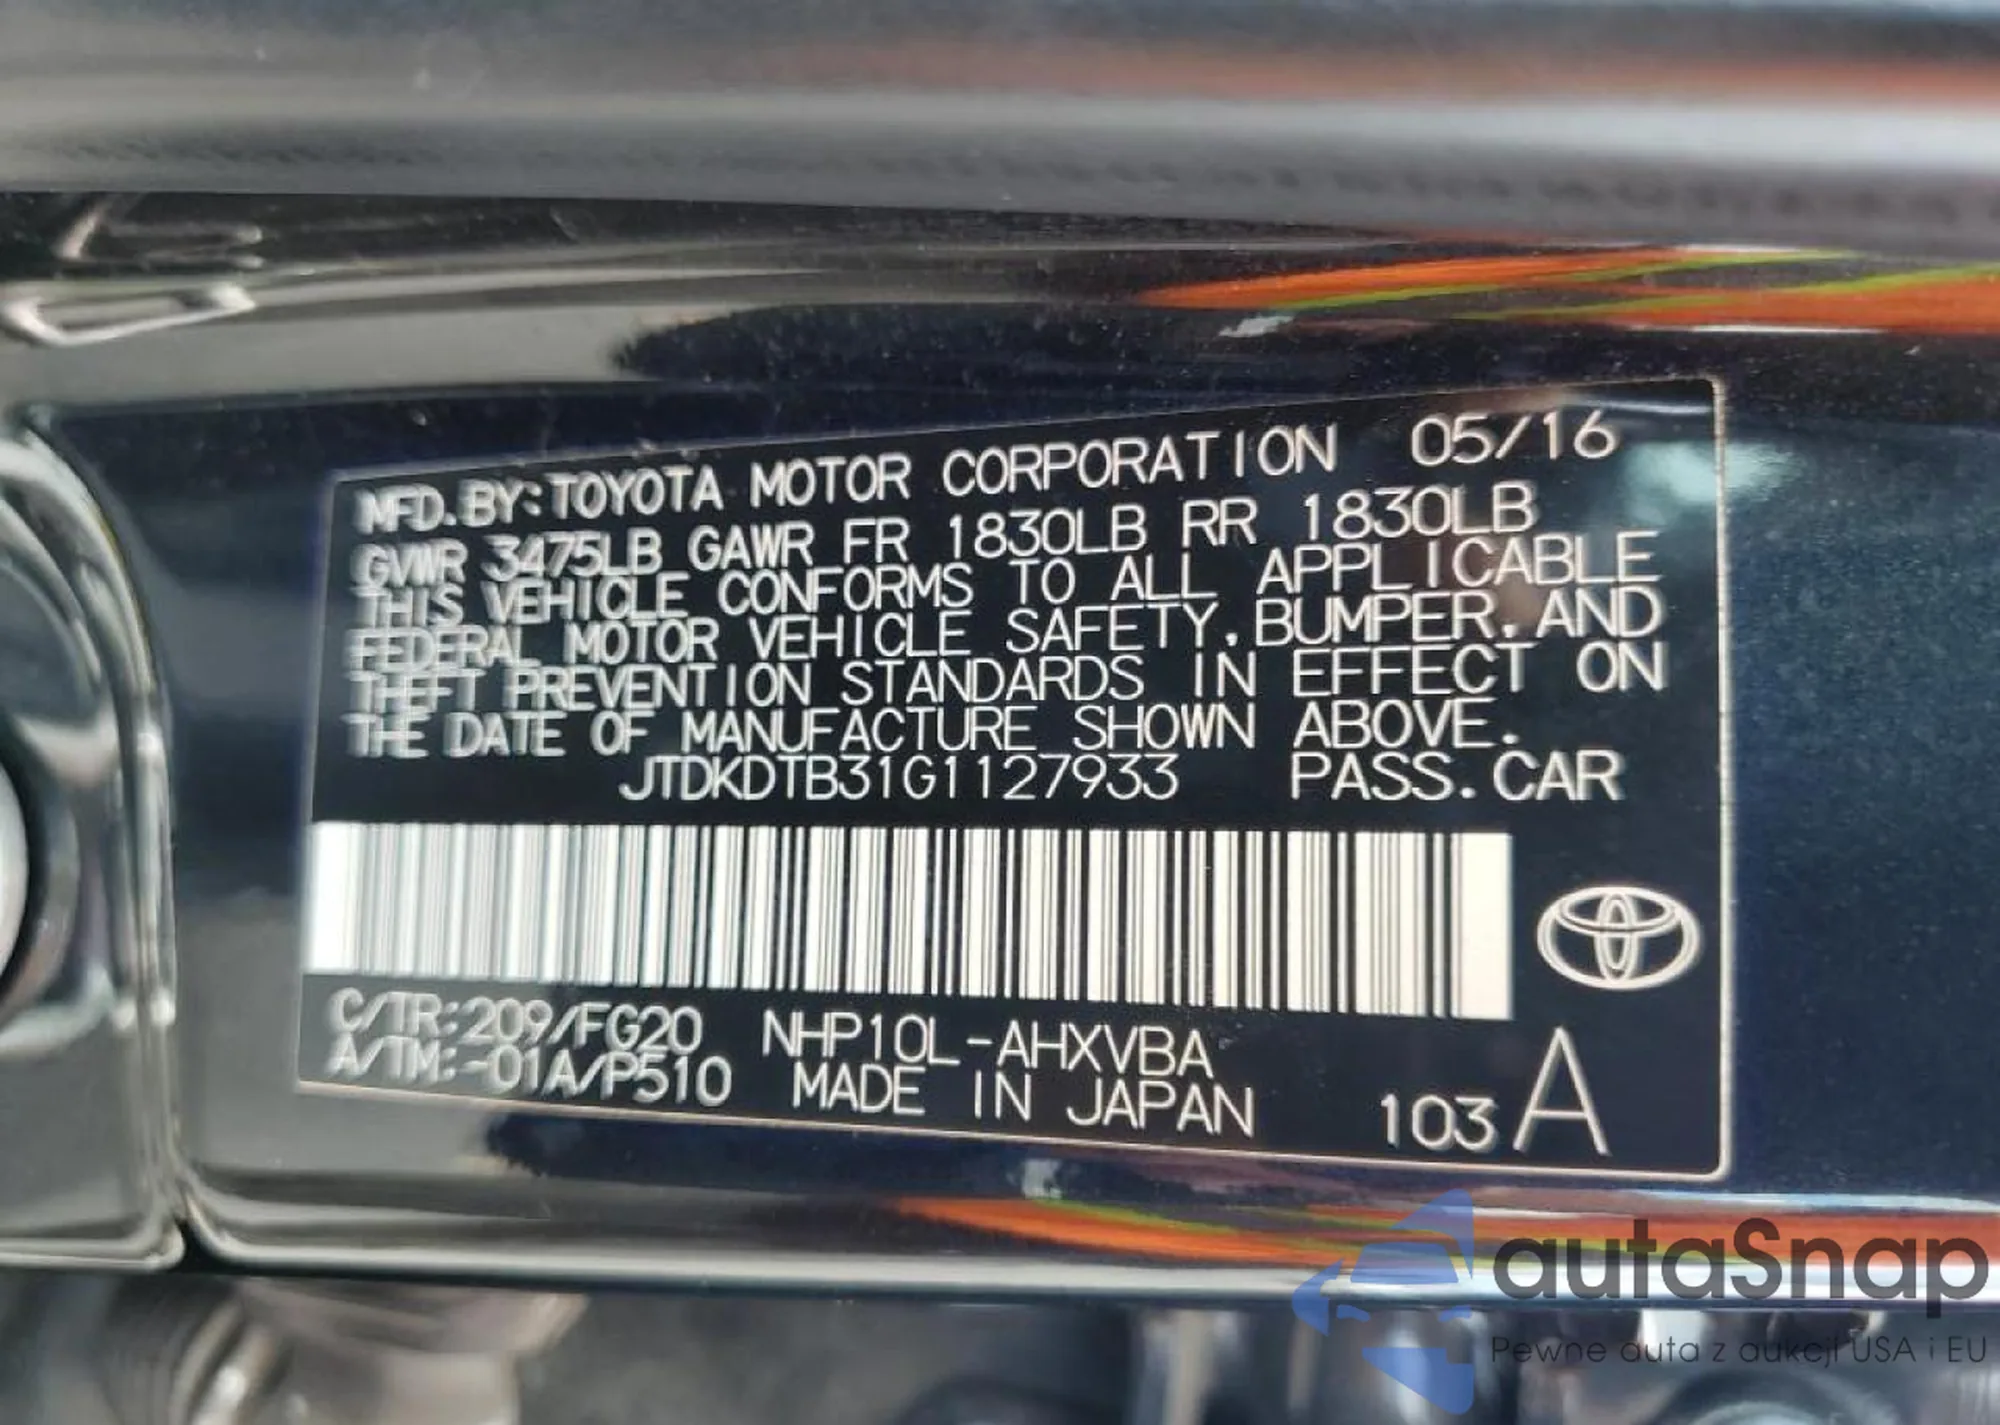 MFD.BY:TOYOTA MOTOR CORPORATION 05/16
GVWR 3475LB GAWR FR 1830LB RR 1830LB
THIS VEHICLE CONFORMS TO ALL APPLICABLE
FEDERAL MOTOR VEHICLE SAFETY,BUMPER,AND
THEFT PREVENTION STANDARDS IN EFFECT ON
THE DATE OF MANUFACTURE SHOWN ABOVE.
JTDKDTB31G1127933 PASS.CAR
C/TR:209/FG20 NHP10L-AHXVBA
A/TM:-01A/P510 MADE IN JAPAN 103 A
autaSnap
Pewne auta z aukcji USA i EU